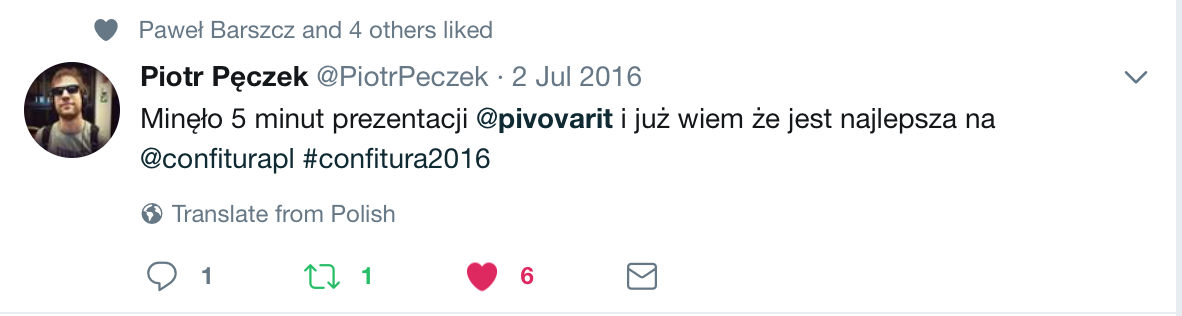 Paweł Barszcz and 4 others liked
Piotr Pęczek @PiotrPeczek · 2 Jul 2016
Minęło 5 minut prezentacji @pivovarit i już wiem że jest najlepsza na
@confiturapl #confitura2016
Translate from Polish
1 1 6